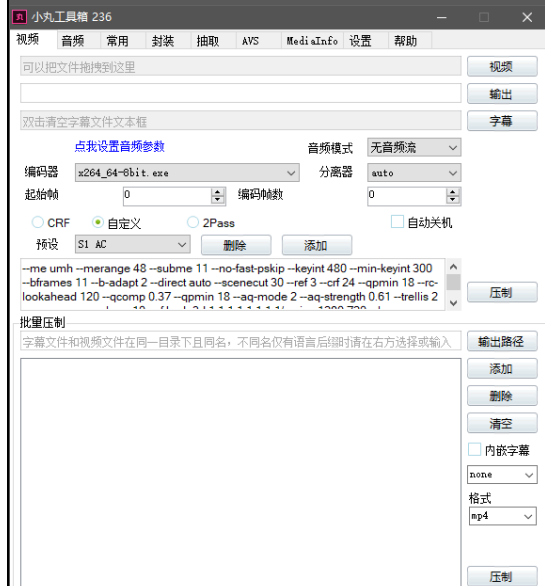 丸 小丸工具箱 236
视频 音频 常用 封装 抽取 AVS MediaInfo 设置 帮助
可以把文件拖拽到这里 视频
输出
双击清空字幕文件文本框 字幕
点我设置音频参数 音频模式 无音频流
编码器 x264_64-8bit.exe 分离器 auto
起始帧 0 编码帧数 0
CRF 自定义 2Pass 自动关机
预设 S1 AC 删除 添加
--me umh --merange 48 --subme 11 --no-fast-pskip --keyint 480 --min-keyint 300
--bframes 11 --b-adapt 2 --direct auto --scenecut 30 --ref 3 --crf 24 --qpmin 18 --rc-
lookahead 120 --qcomp 0.37 --qpmin 18 --aq-mode 2 --aq-strength 0.61 --trellis 2
压制
批量压制
字幕文件和视频文件在同一目录下且同名，不同名仅有语言后缀时请在右方选择或输入 输出路径
添加
删除
清空
内嵌字幕
none
格式
mp4
压制